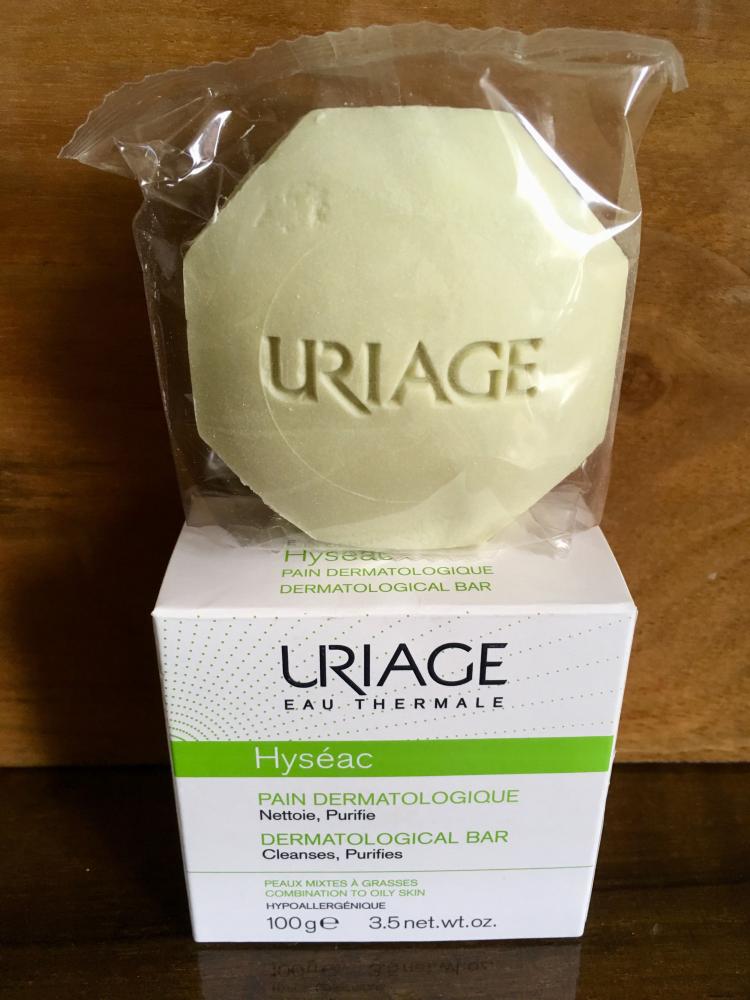 URIAGE
Hyséac
PAIN DERMATOLOGIQUE
DERMATOLOGICAL BAR
URIAGE
EAU THERMALE
Hyséac
PAIN DERMATOLOGIQUE
Nettoie, Purifie
DERMATOLOGICAL BAR
Cleanses, Purifies
PEAUX MIXTES À GRASSES
COMBINATION TO OILY SKIN
HYPOALLERGÉNIQUE
100g℮ 3.5net.wt.oz.